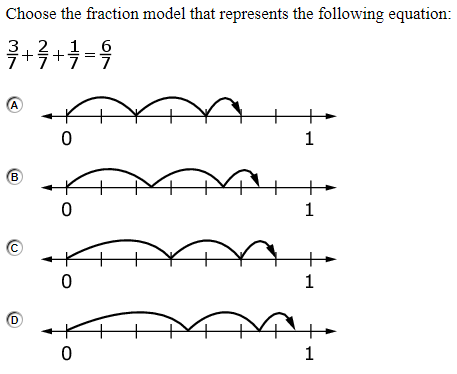 Choose the fraction model that represents the following equation:
3/7 + 2/7 + 1/7 = 6/7
A
0 1
B
0 1
C
0 1
D
0 1